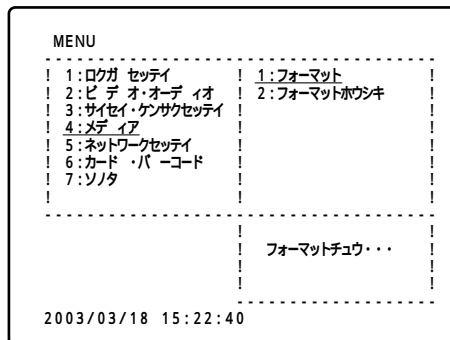 MENU
1:ロクガ セッテイ
2:ビデオ・オーディオ
3:サイセイ・ケンサクセッテイ
4:メディア
5:ネットワークセッテイ
6:カード・バーコード
7:ソノタ
1:フォーマット
2:フォーマットホウシキ
フォーマットチュウ・・・
2003/03/18 15:22:40